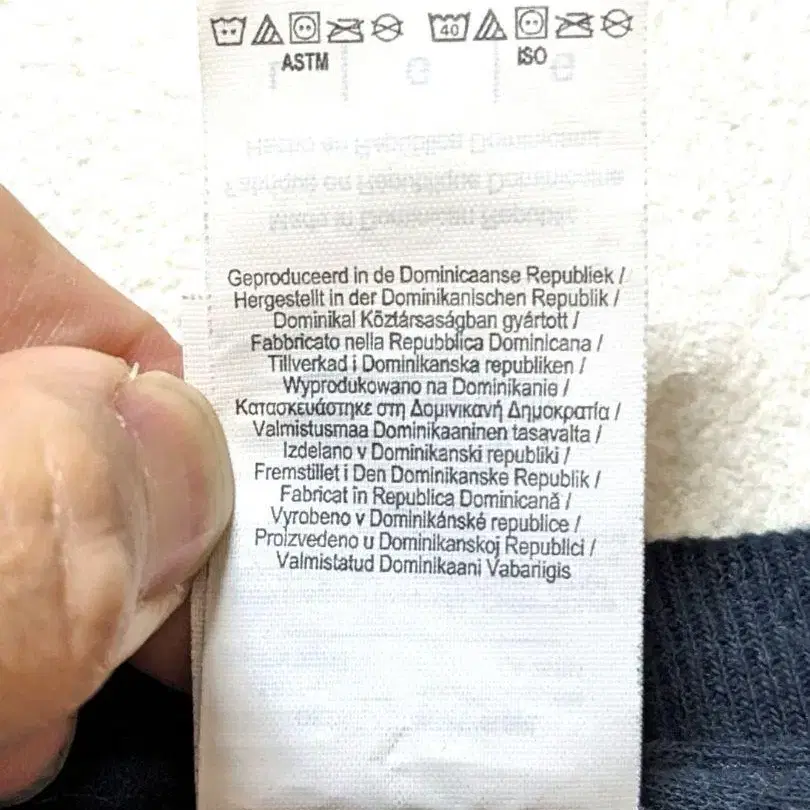 40
ASTM
ISO
Geproduceerd in de Dominicaanse Republiek /
Hergestellt in der Dominikanischen Republik /
Dominikai Köztársaságban gyártott /
Fabbricato nella Repubblica Dominicana /
Tillverkad i Dominikanska republiken /
Wyprodukowano na Dominikanie /
Κατασκευάστηκε στη Δομινικανή Δημοκρατία /
Valmistusmaa Dominikaaninen tasavalta /
Izdelano v Dominikanski republiki /
Fremstillet i Den Dominikanske Republik /
Fabricat în Republica Dominicană /
Vyrobeno v Dominikánské republice /
Proizvedeno u Dominikanskoj Republici /
Valmistatud Dominikaani Vabariigis